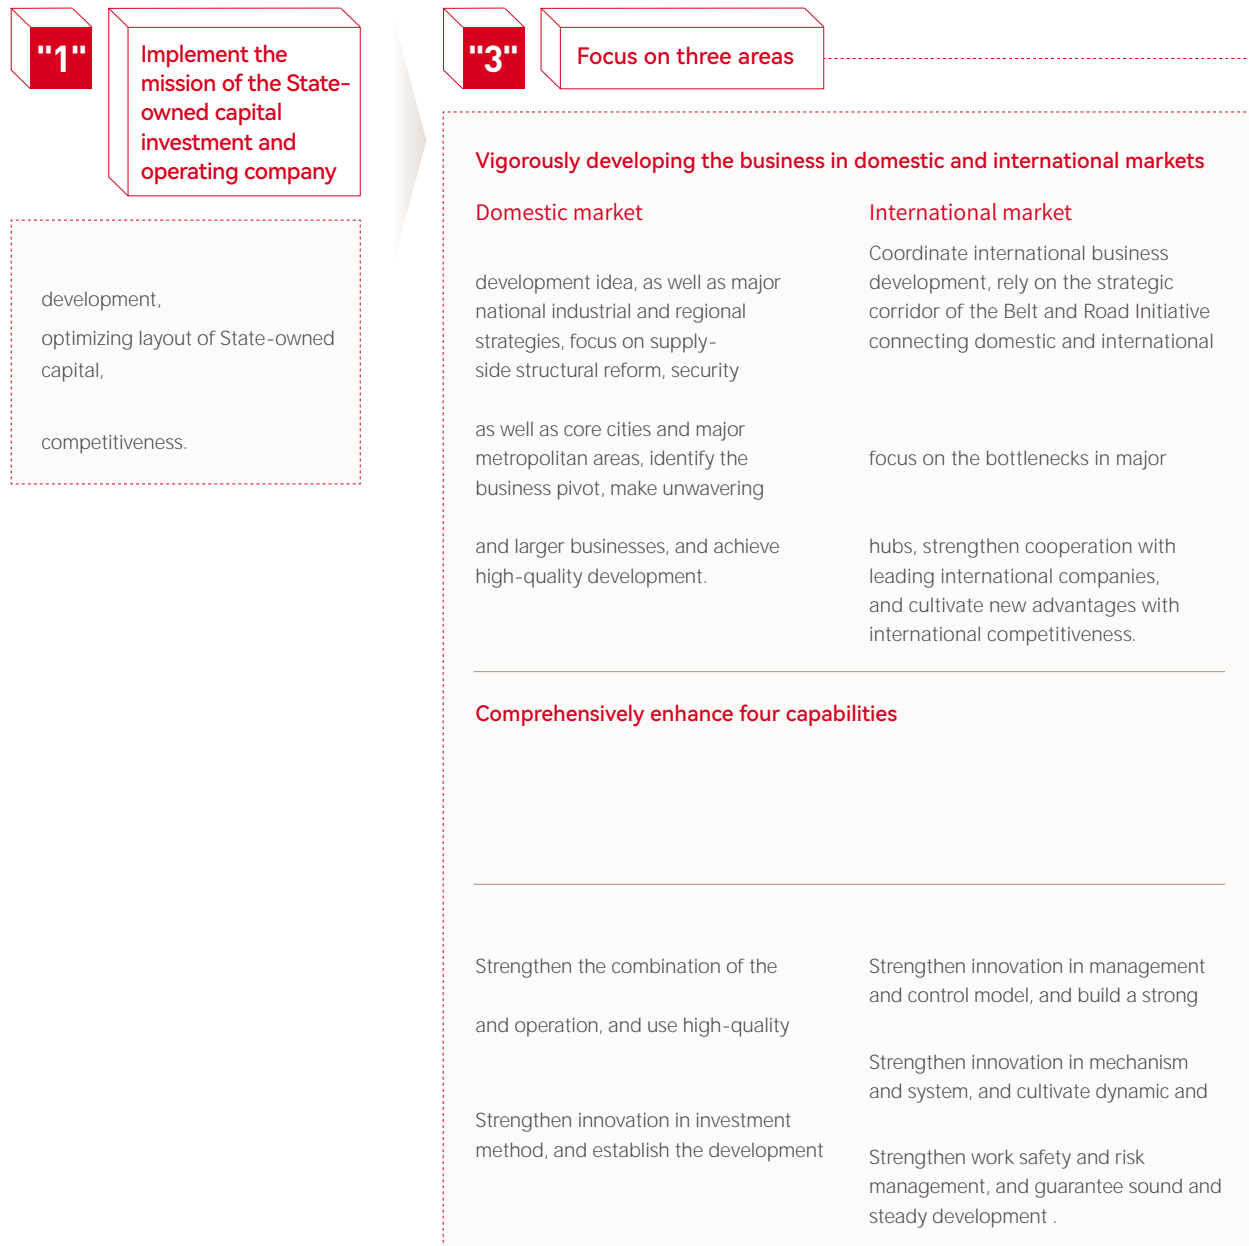 "1"
Implement the
mission of the State-
owned capital
investment and
operating company
development,
optimizing layout of State-owned
capital,
competitiveness.
"3"
Focus on three areas
Vigorously developing the business in domestic and international markets
Domestic market
development idea, as well as major
national industrial and regional
strategies, focus on supply-
side structural reform, security
as well as core cities and major
metropolitan areas, identify the
business pivot, make unwavering
and larger businesses, and achieve
high-quality development.
International market
Coordinate international business
development, rely on the strategic
corridor of the Belt and Road Initiative
connecting domestic and international
focus on the bottlenecks in major
hubs, strengthen cooperation with
leading international companies,
and cultivate new advantages with
international competitiveness.
Comprehensively enhance four capabilities
Strengthen the combination of the
and operation, and use high-quality
Strengthen innovation in investment
method, and establish the development
Strengthen innovation in management
and control model, and build a strong
Strengthen innovation in mechanism
and system, and cultivate dynamic and
Strengthen work safety and risk
management, and guarantee sound and
steady development .